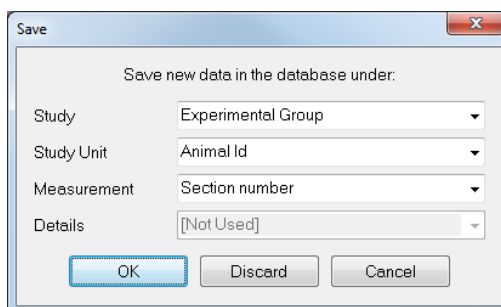 Save
Save new data in the database under:
Study Experimental Group
Study Unit Animal Id
Measurement Section number
Details [Not Used]
OK Discard Cancel